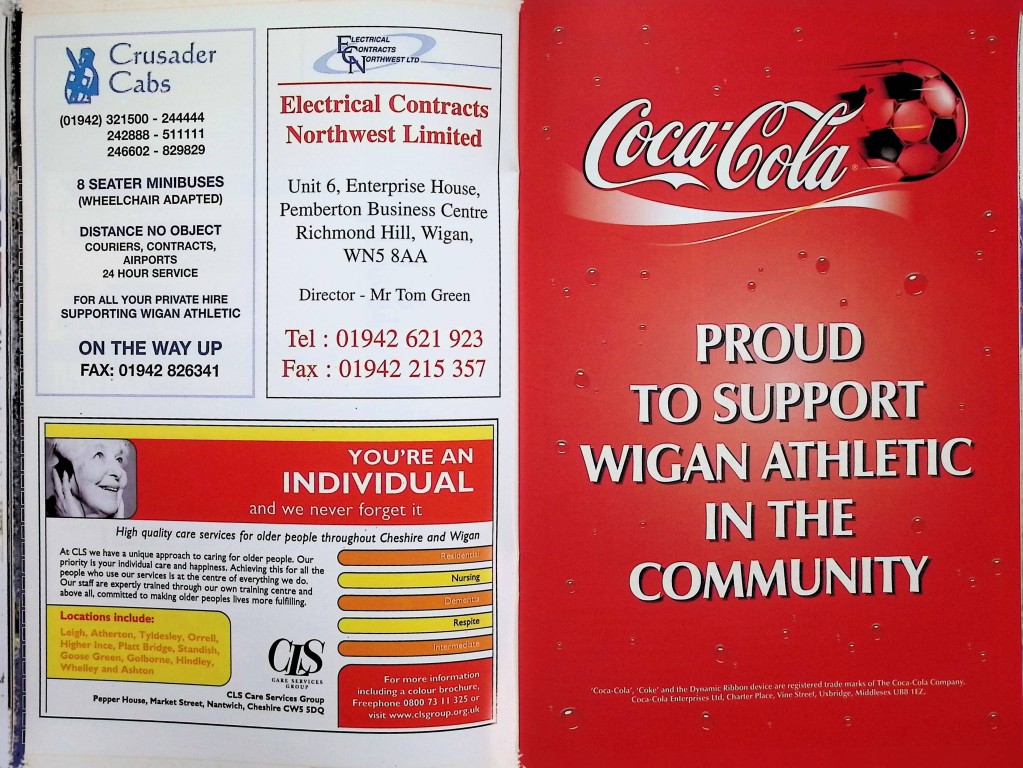 Crusader
Cabs
(01942) 321500 - 244444
242888 - 511111
246602 - 829829
8 SEATER MINIBUSES
(WHEELCHAIR ADAPTED)
DISTANCE NO OBJECT
COURIERS, CONTRACTS,
AIRPORTS
24 HOUR SERVICE
FOR ALL YOUR PRIVATE HIRE
SUPPORTING WIGAN ATHLETIC
ON THE WAY UP
FAX: 01942 826341
ELECTRICAL
CONTRACTS
NORTHWEST LTD
Electrical Contracts
Northwest Limited
Unit 6, Enterprise House,
Pemberton Business Centre
Richmond Hill, Wigan,
WN5 8AA
Director - Mr Tom Green
Tel : 01942 621 923
Fax : 01942 215 357
YOU'RE AN
INDIVIDUAL
and we never forget it
High quality care services for older people throughout Cheshire and Wigan
At CLS we have a unique approach to caring for older people. Our
priority is your individual care and happiness. Achieving this for all the
people who use our services is at the centre of everything we do.
Our staff are expertly trained through our own training centre and
above all, committed to making older peoples lives more fulfilling.
Residential
Nursing
Dementia
Respite
Intermediate
Locations include:
Leigh, Atherton, Tyldesley, Orrell,
Higher Ince, Platt Bridge, Standish,
Goose Green, Golborne, Hindley,
Whelley and Ashton
CLS
CARE SERVICES
GROUP
CLS Care Services Group
Pepper House, Market Street, Nantwich, Cheshire CW5 5DQ
For more information
including a colour brochure,
Freephone 0800 73 11 325 or
visit www.clsgroup.org.uk
Coca-Cola®
PROUD
TO SUPPORT
WIGAN ATHLETIC
IN THE
COMMUNITY
'Coca-Cola', 'Coke' and the Dynamic Ribbon device are registered trade marks of The Coca-Cola Company.
Coca-Cola Enterprises Ltd, Charter Place, Vine Street, Uxbridge, Middlesex UB8 1EZ.